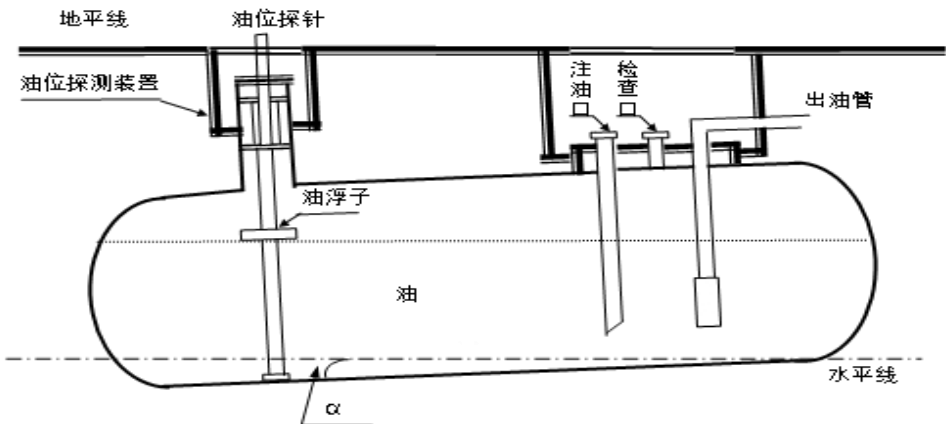 地平线
油位探针
油位探测装置
注油口
检查口
出油管
油浮子
油
水平线
α